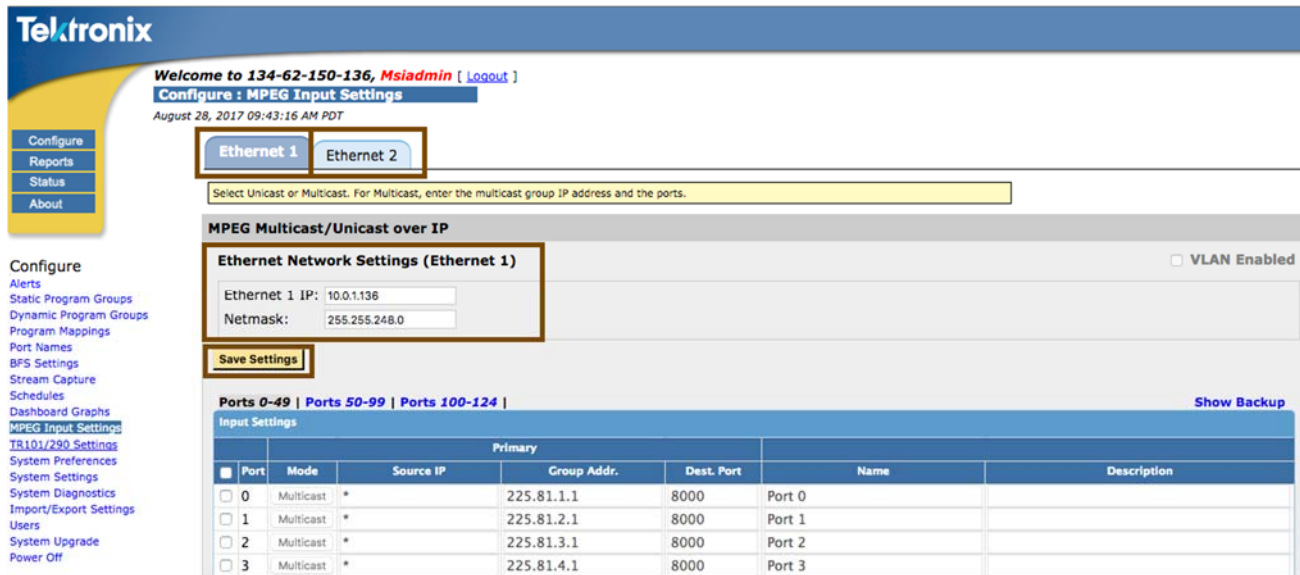 Tektronix
Welcome to 134-62-150-136, Msiadmin [ Logout ]
Configure : MPEG Input Settings
August 28, 2017 09:43:16 AM PDT
Configure
Reports
Status
About
Ethernet 1
Ethernet 2
Select Unicast or Multicast. For Multicast, enter the multicast group IP address and the ports.
MPEG Multicast/Unicast over IP
Ethernet Network Settings (Ethernet 1)
VLAN Enabled
Ethernet 1 IP: 10.0.1.136
Netmask: 255.255.248.0
Save Settings
Configure
Alerts
Static Program Groups
Dynamic Program Groups
Program Mappings
Port Names
BFS Settings
Stream Capture
Schedules
Dashboard Graphs
MPEG Input Settings
TR101/290 Settings
System Preferences
System Settings
System Diagnostics
Import/Export Settings
Users
System Upgrade
Power Off
Ports 0-49 | Ports 50-99 | Ports 100-124 |
Show Backup
Input Settings
Primary
Port Mode Source IP Group Addr. Dest. Port Name Description
0 Multicast * 225.81.1.1 8000 Port 0
1 Multicast * 225.81.2.1 8000 Port 1
2 Multicast * 225.81.3.1 8000 Port 2
3 Multicast * 225.81.4.1 8000 Port 3